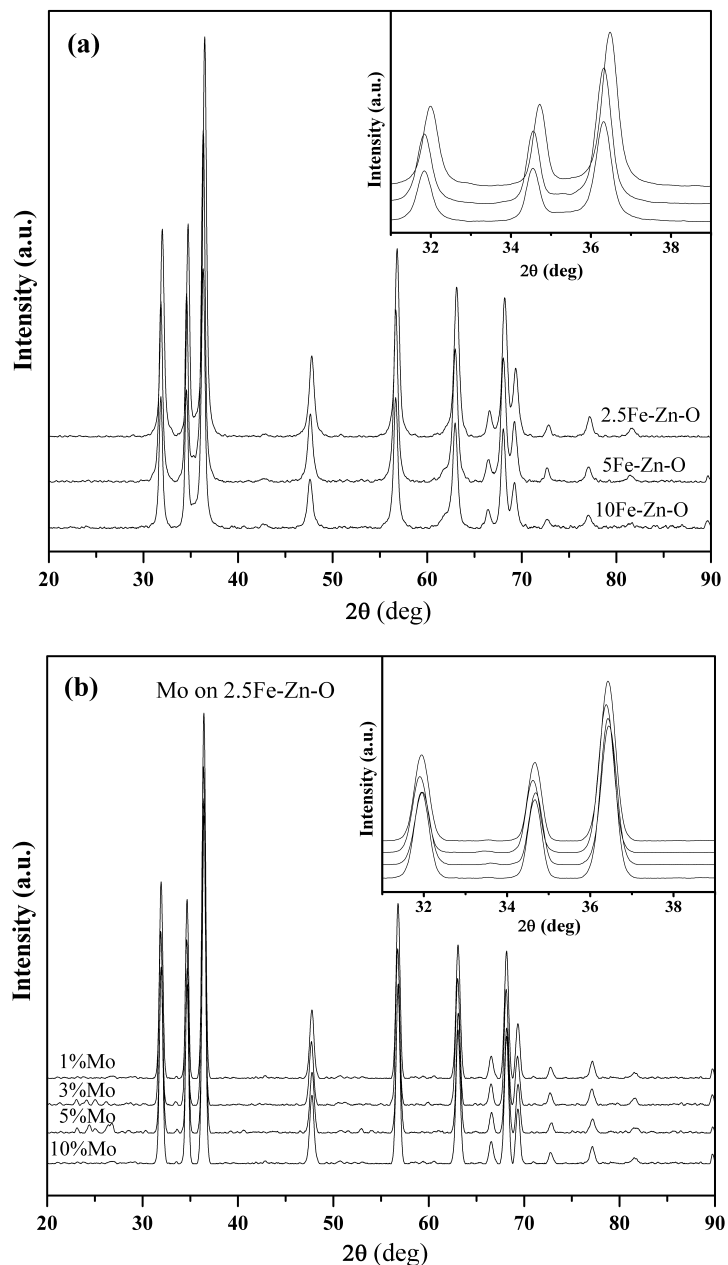 (a)
Intensity (a.u.)
Intensity (a.u.)
32 34 36 38
2θ (deg)
2.5Fe-Zn-O
5Fe-Zn-O
10Fe-Zn-O
20 30 40 50 60 70 80 90
2θ (deg)
(b)
Mo on 2.5Fe-Zn-O
Intensity (a.u.)
Intensity (a.u.)
32 34 36 38
2θ (deg)
1%Mo
3%Mo
5%Mo
10%Mo
20 30 40 50 60 70 80 90
2θ (deg)